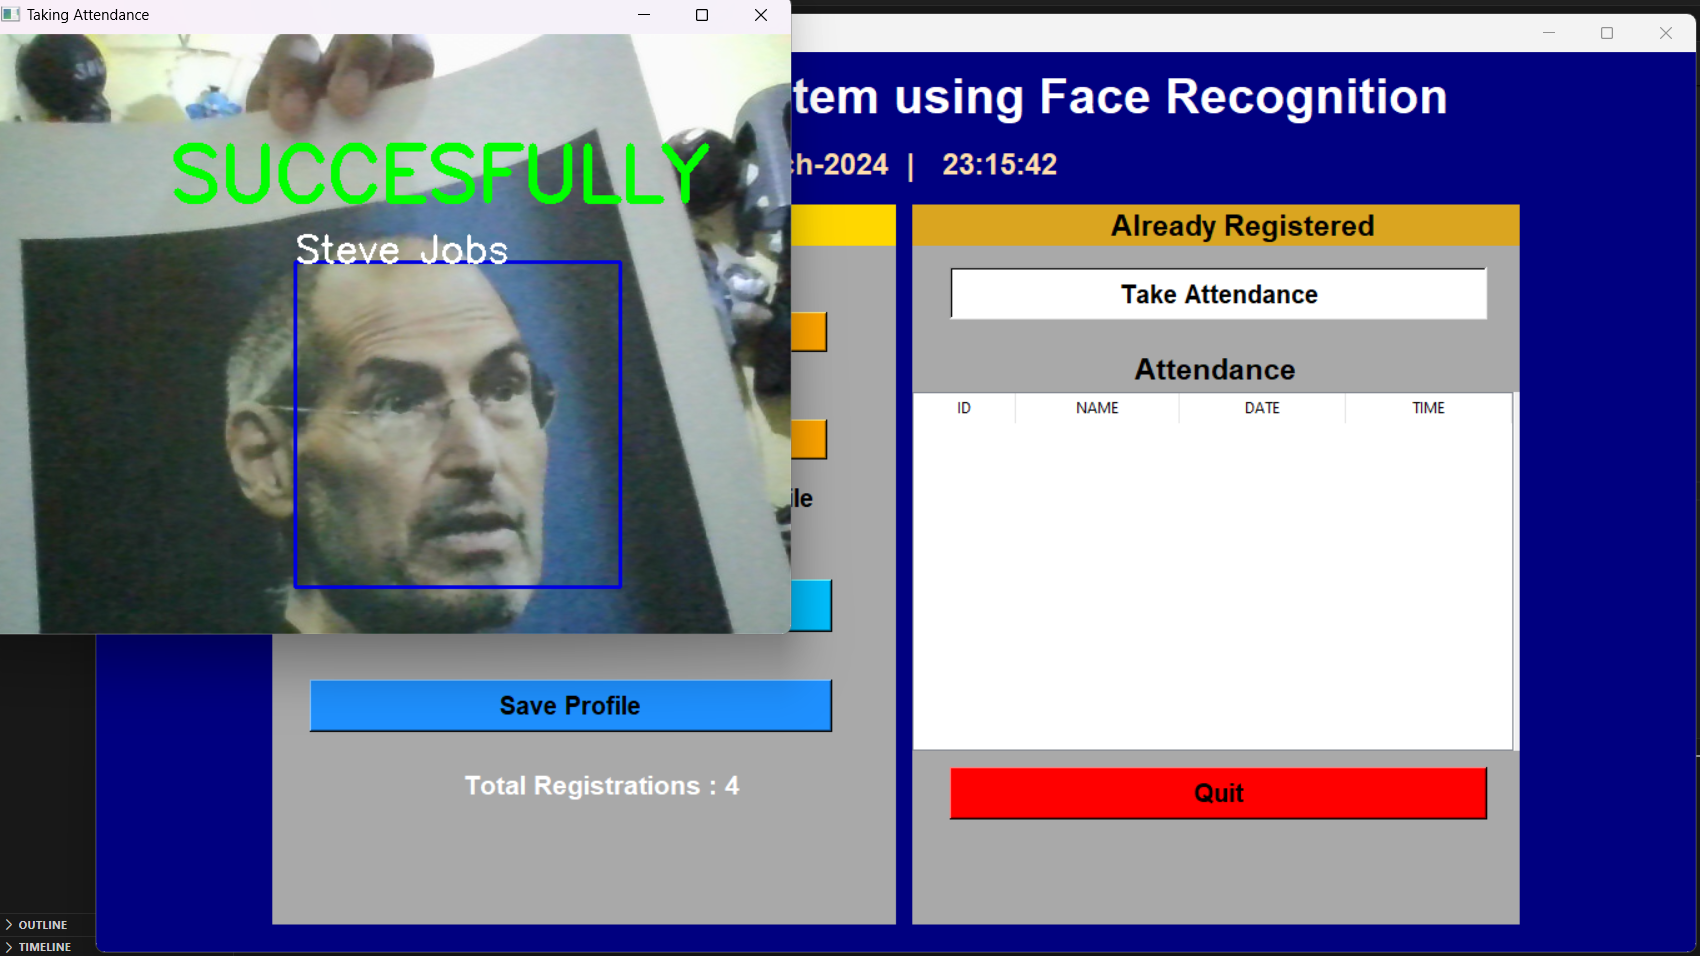 Taking Attendance
tem using Face Recognition
ch-2024 | 23:15:42
SUCCESFULLY
Steve Jobs
ile
Save Profile
Total Registrations : 4
Already Registered
Take Attendance
Attendance
ID NAME DATE TIME
Quit
OUTLINE
TIMELINE